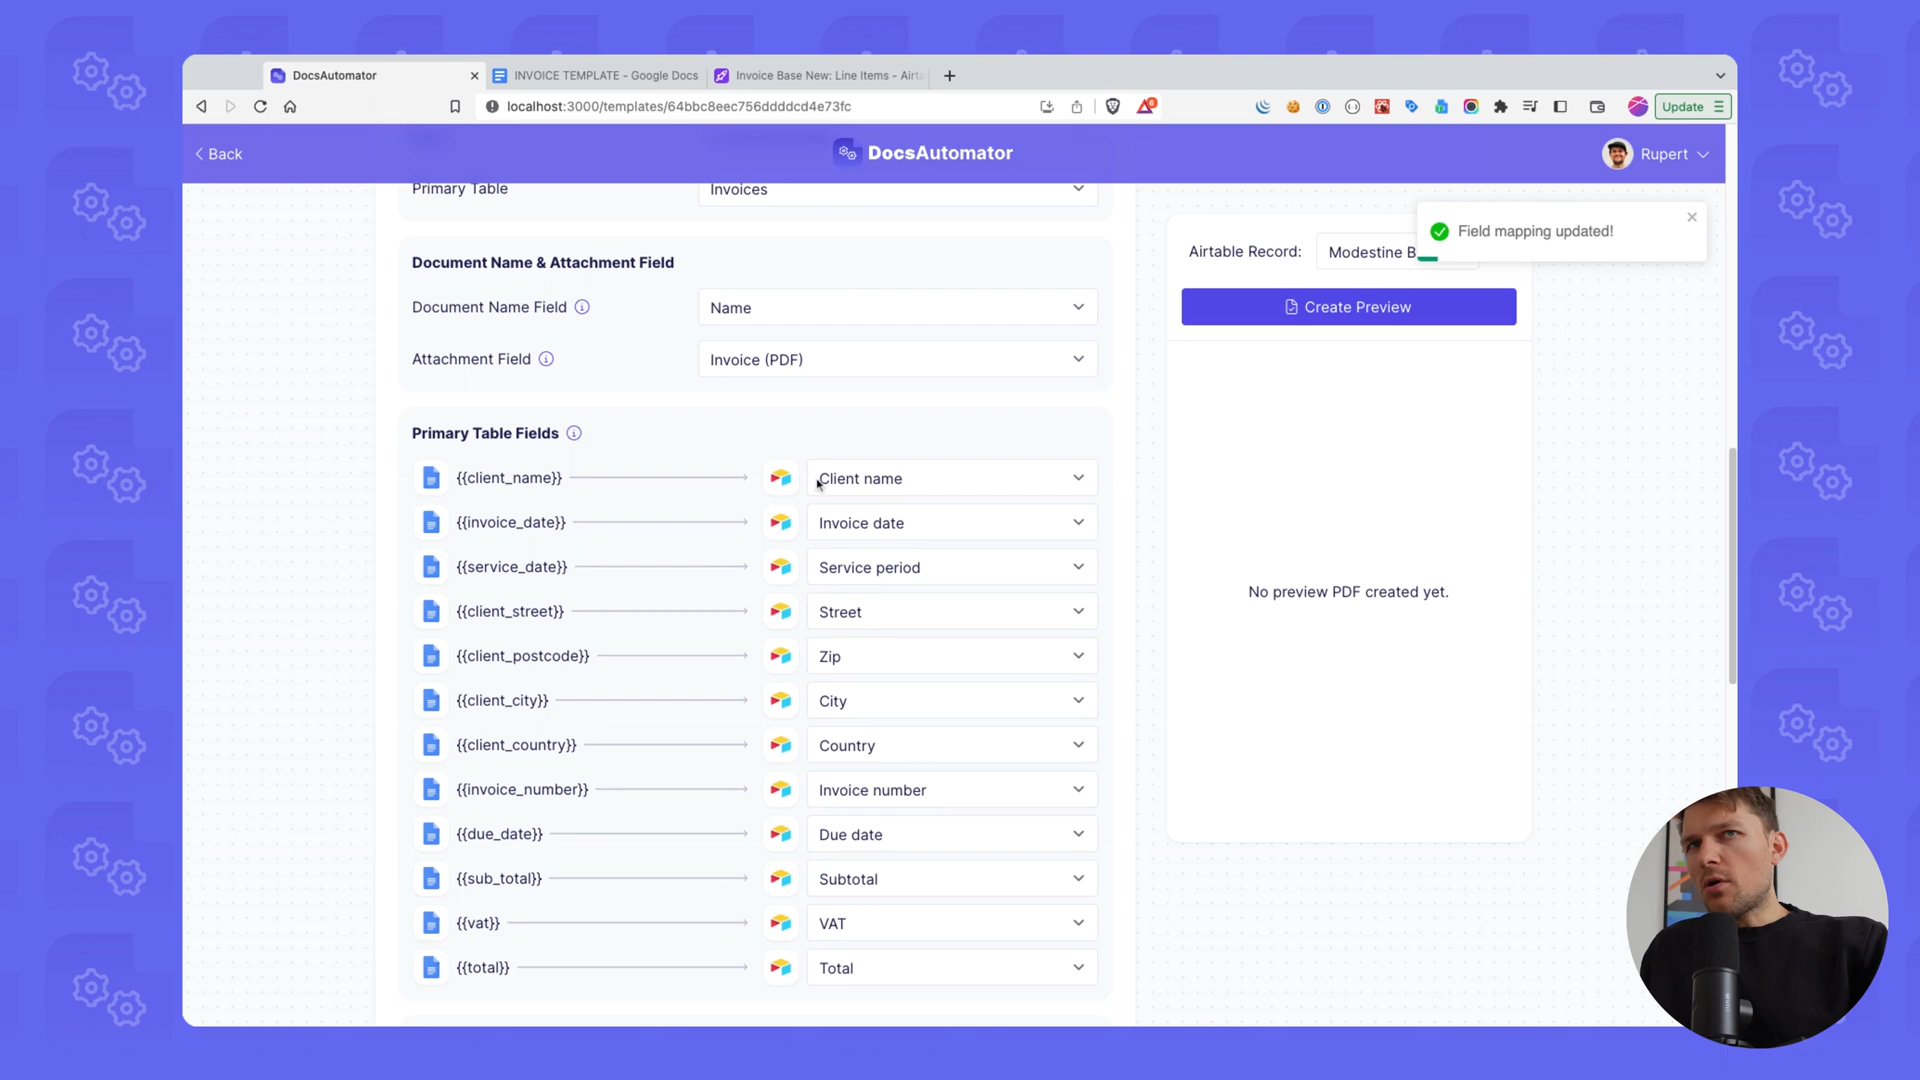 DocsAutomator
INVOICE TEMPLATE - Google Docs
Invoice Base New: Line Items - Airta
localhost:3000/templates/64bbc8eec756ddddcd4e73fc
Update
Back
DocsAutomator
Rupert
Primary Table
Invoices
Field mapping updated!
Document Name & Attachment Field
Airtable Record:
Modestine B
Document Name Field
Name
Create Preview
Attachment Field
Invoice (PDF)
Primary Table Fields
{{client_name}}
Client name
{{invoice_date}}
Invoice date
{{service_date}}
Service period
No preview PDF created yet.
{{client_street}}
Street
{{client_postcode}}
Zip
{{client_city}}
City
{{client_country}}
Country
{{invoice_number}}
Invoice number
{{due_date}}
Due date
{{sub_total}}
Subtotal
{{vat}}
VAT
{{total}}
Total